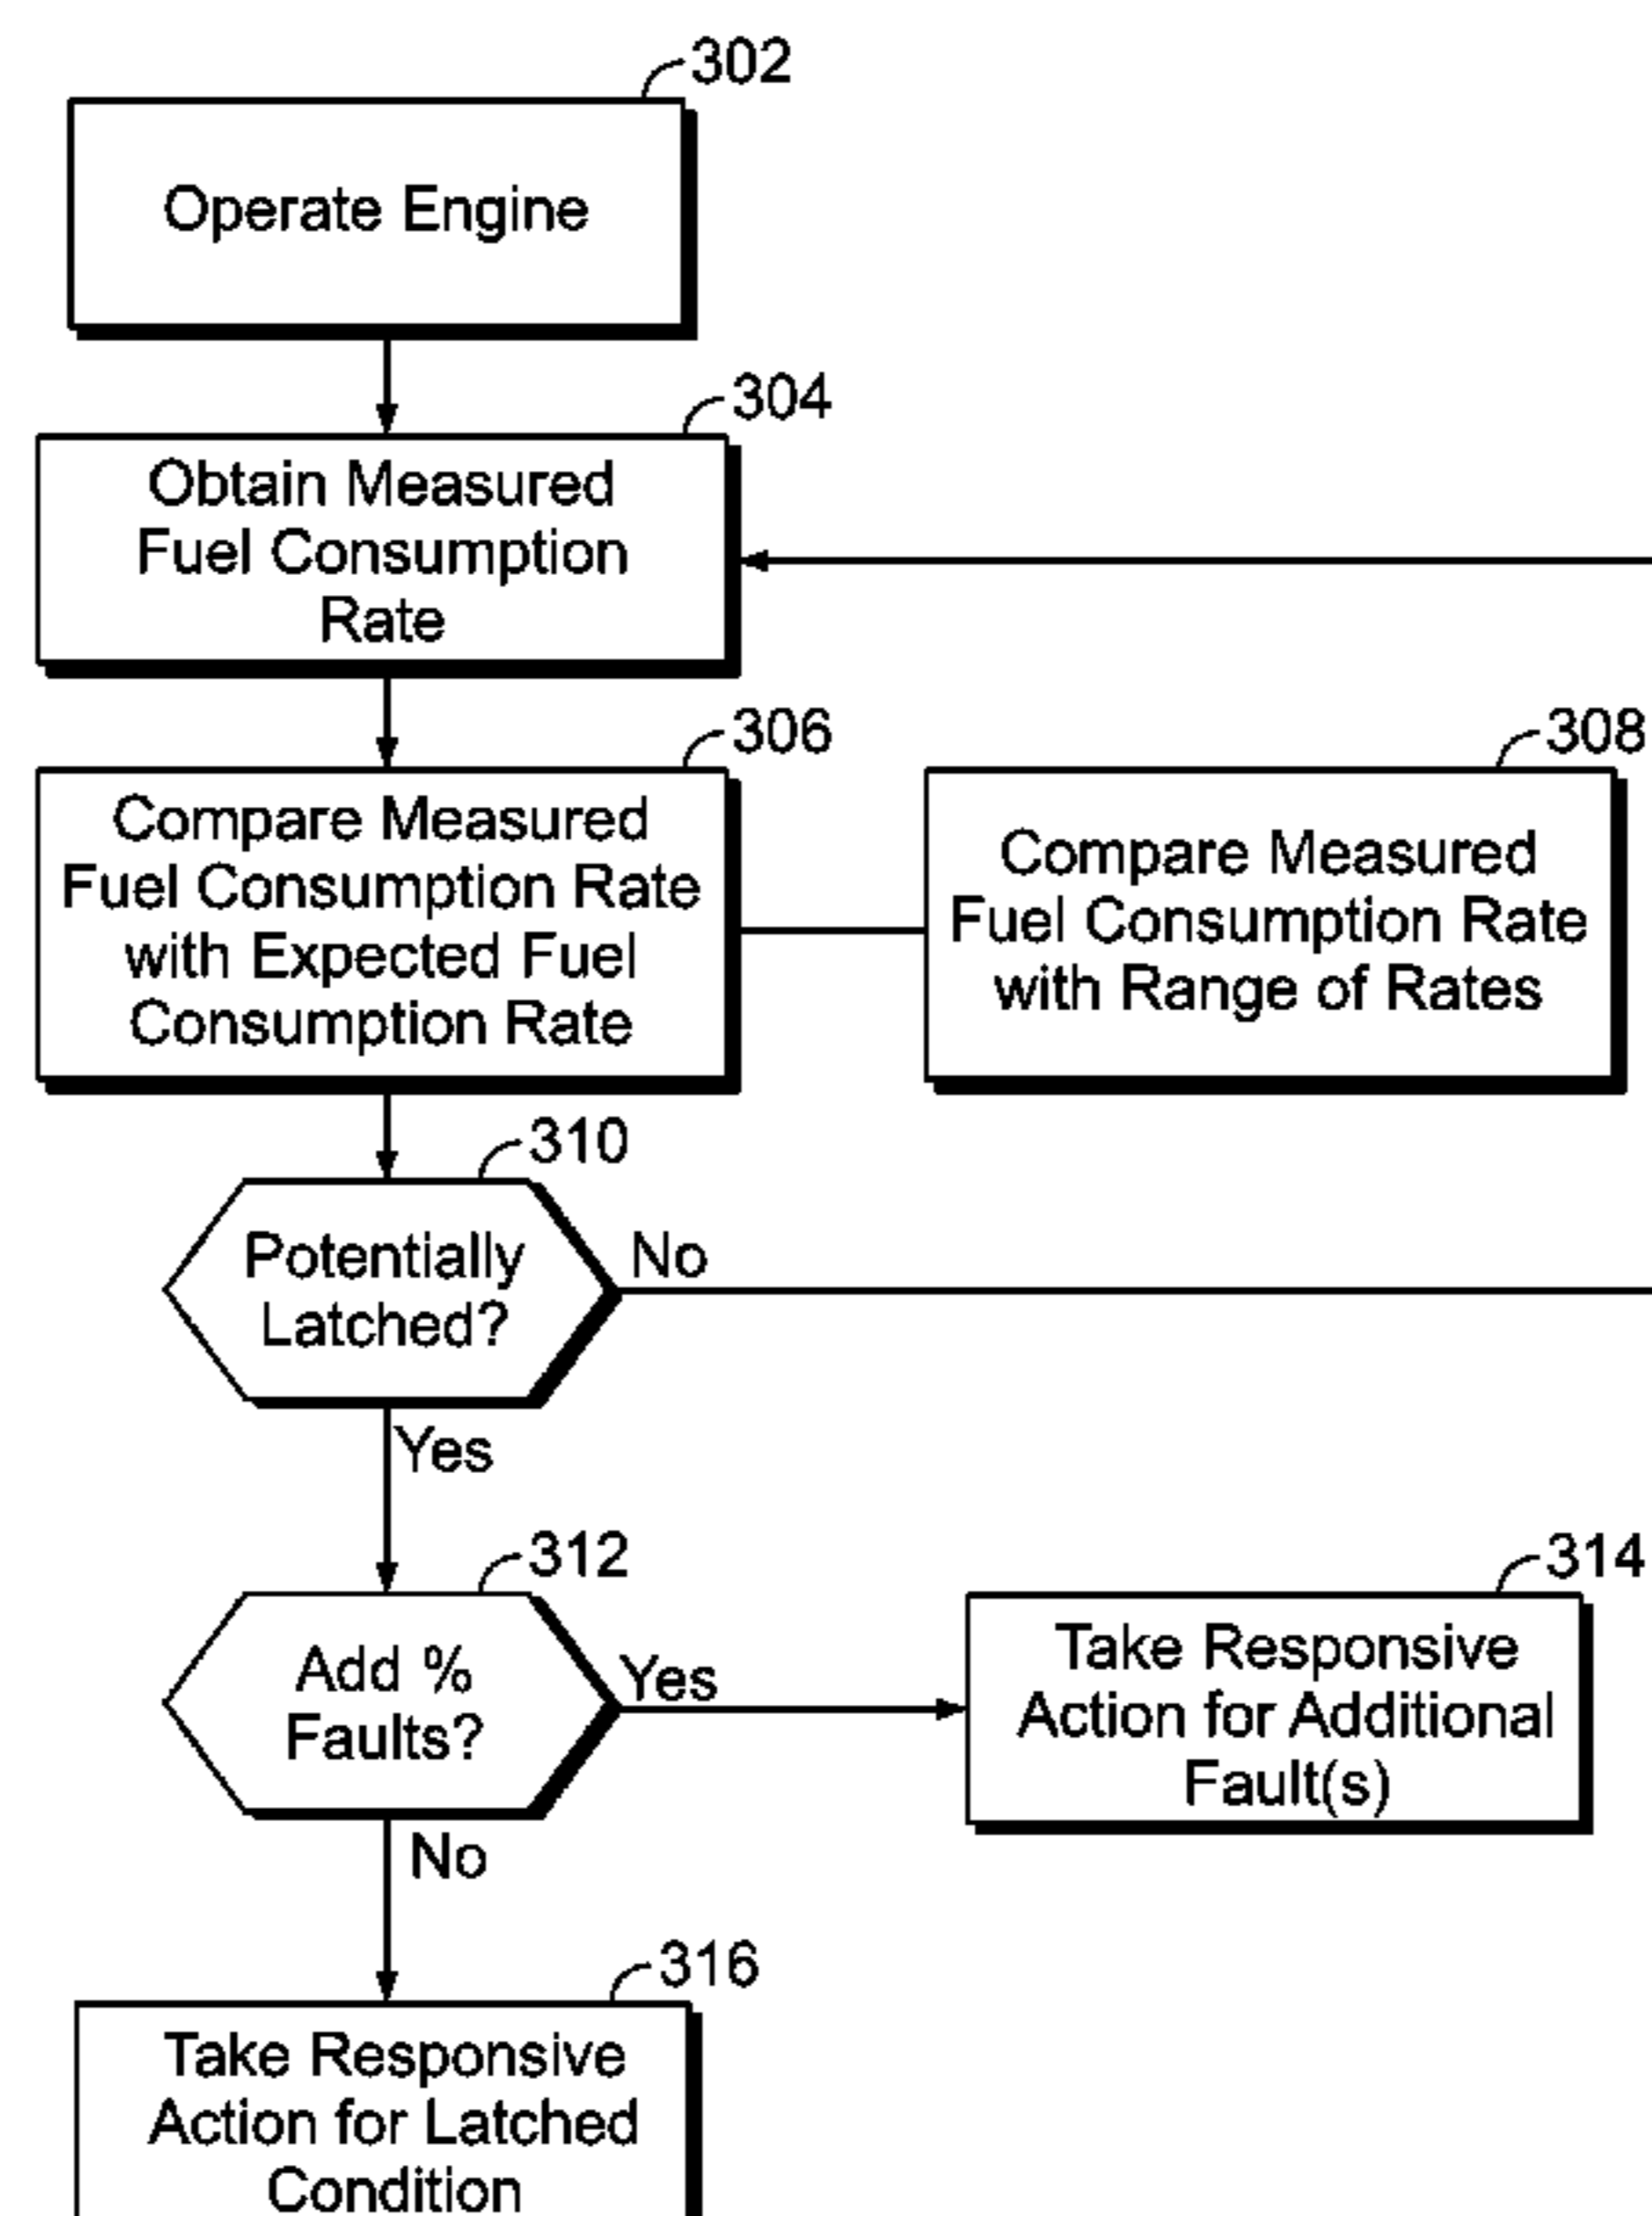 302
Operate Engine
304
Obtain Measured
Fuel Consumption
Rate
306
Compare Measured
Fuel Consumption Rate
with Expected Fuel
Consumption Rate
308
Compare Measured
Fuel Consumption Rate
with Range of Rates
310
Potentially
Latched?
No
Yes
312
Add %
Faults?
Yes
314
Take Responsive
Action for Additional
Fault(s)
No
316
Take Responsive
Action for Latched
Condition